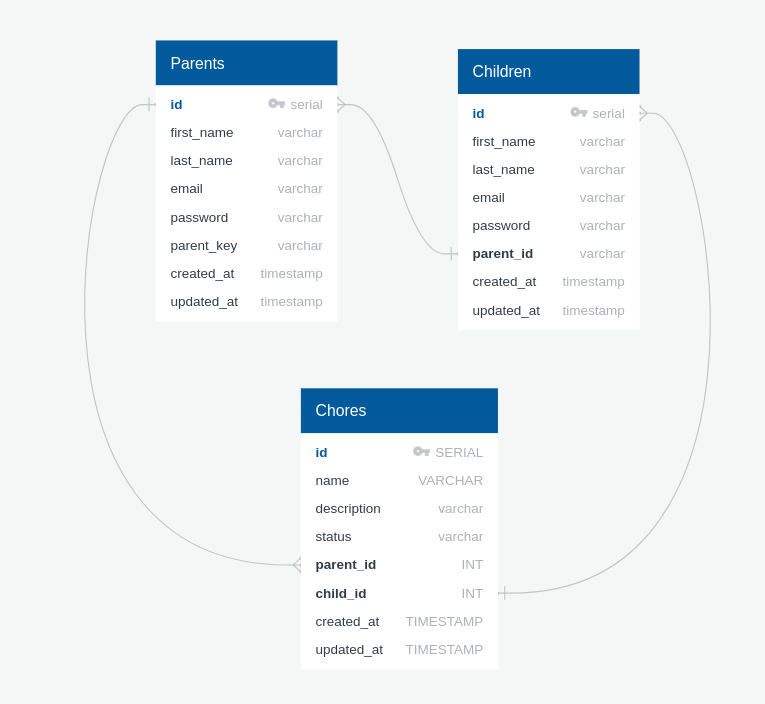 Parents
id serial
first_name varchar
last_name varchar
email varchar
password varchar
parent_key varchar
created_at timestamp
updated_at timestamp
Children
id serial
first_name varchar
last_name varchar
email varchar
password varchar
parent_id varchar
created_at timestamp
updated_at timestamp
Chores
id SERIAL
name VARCHAR
description varchar
status varchar
parent_id INT
child_id INT
created_at TIMESTAMP
updated_at TIMESTAMP